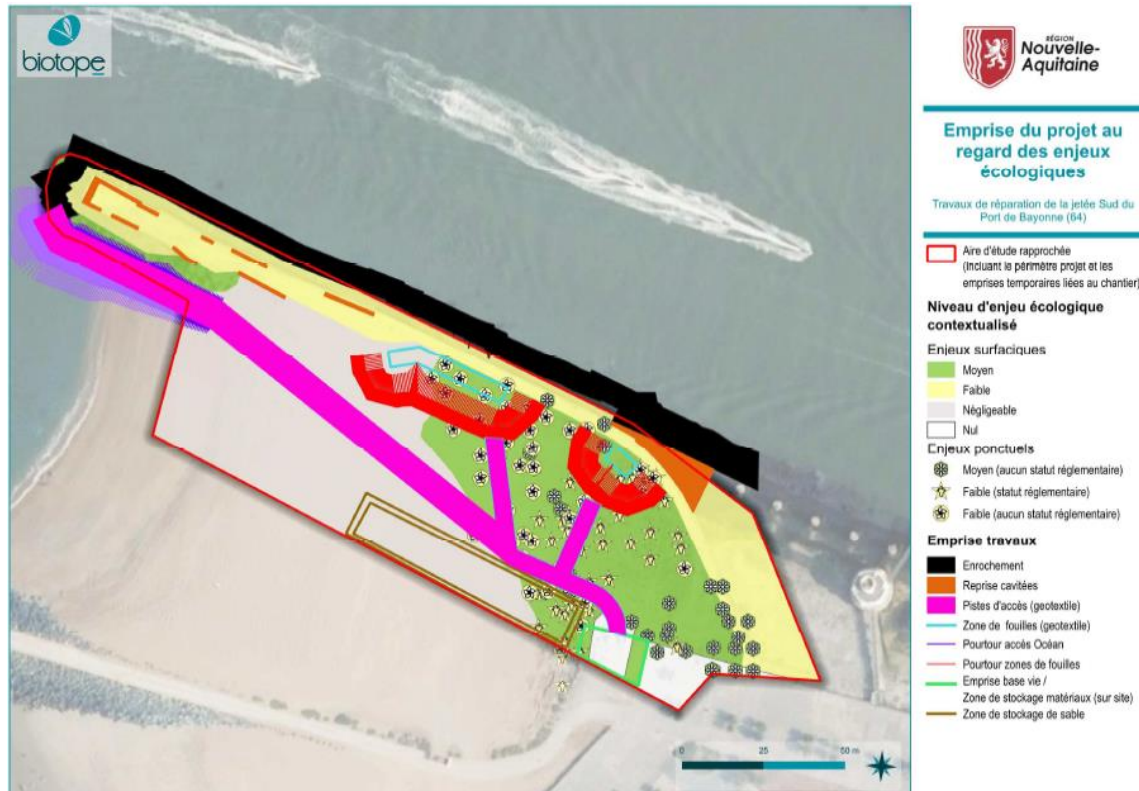 biotope
RÉGION
Nouvelle-
Aquitaine
Emprise du projet au
regard des enjeux
écologiques
Travaux de réparation de la jetée Sud du
Port de Bayonne (64)
Aire d'étude rapprochée
(incluant le périmètre projet et les
emprises temporaires liées au chantier)
Niveau d'enjeu écologique
contextualisé
Enjeux surfaciques
Moyen
Faible
Négligeable
Nul
Enjeux ponctuels
Moyen (aucun statut réglementaire)
Faible (statut réglementaire)
Faible (aucun statut réglementaire)
Emprise travaux
Enrochement
Reprise cavitées
Pistes d'accès (geotextile)
Zone de fouilles (geotextile)
Pourtour accès Océan
Pourtour zones de fouilles
Emprise base vie /
Zone de stockage matériaux (sur site)
Zone de stockage de sable
0 25 50 m